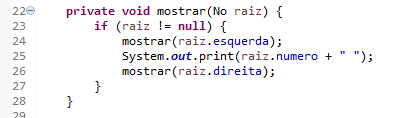 22 private void mostrar(No raiz) {
23 if (raiz != null) {
24 mostrar(raiz.esquerda);
25 System.out.print(raiz.numero + " ");
26 mostrar(raiz.direita);
27 }
28 }
29